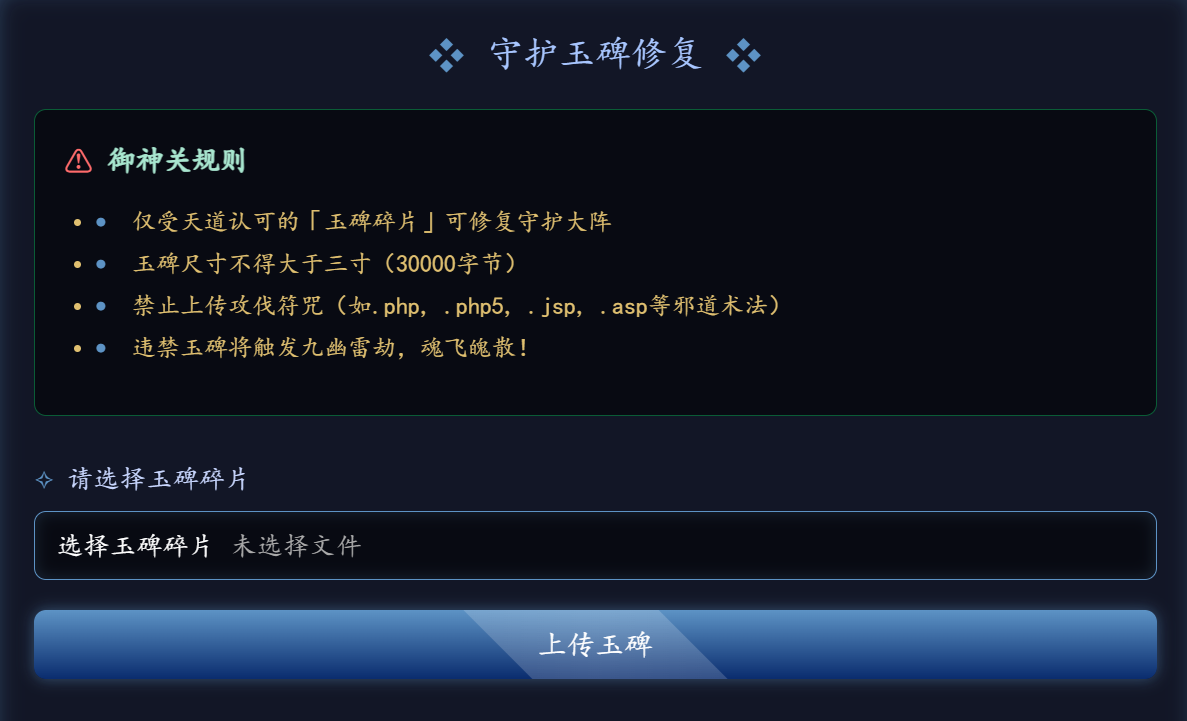 守护玉碑修复
御神关规则
仅受天道认可的「玉碑碎片」可修复守护大阵
玉碑尺寸不得大于三寸（30000字节）
禁止上传攻伐符咒（如.php, .php5, .jsp, .asp等邪道术法）
违禁玉碑将触发九幽雷劫，魂飞魄散！
请选择玉碑碎片
选择玉碑碎片 未选择文件
上传玉碑